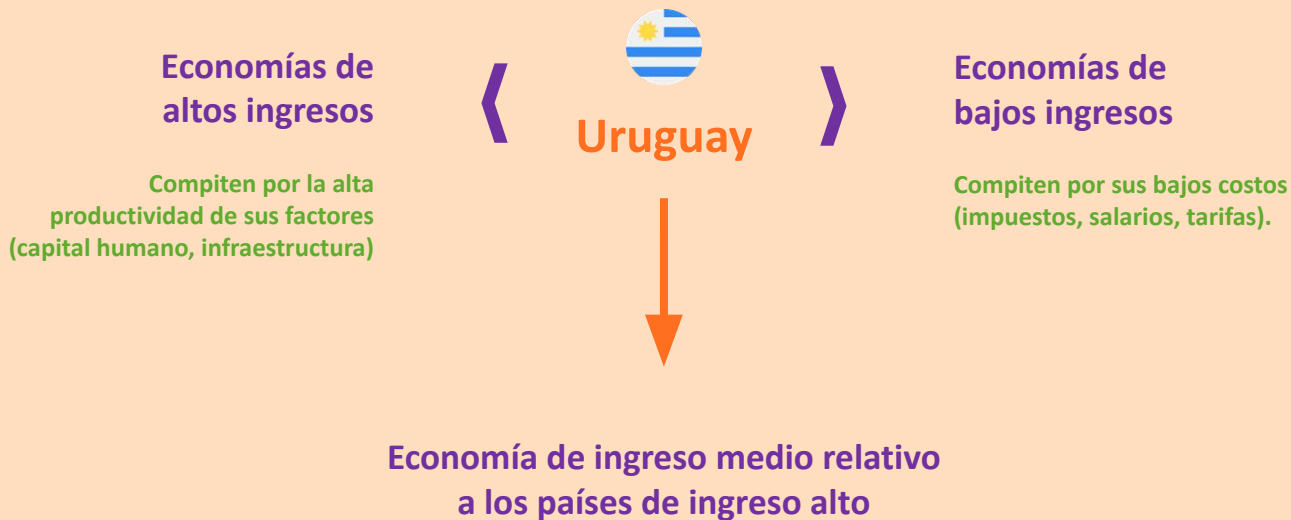 Economías de
altos ingresos
Compiten por la alta
productividad de sus factores
(capital humano, infraestructura)
Uruguay
Economías de
bajos ingresos
Compiten por sus bajos costos
(impuestos, salarios, tarifas).
Economía de ingreso medio relativo
a los países de ingreso alto